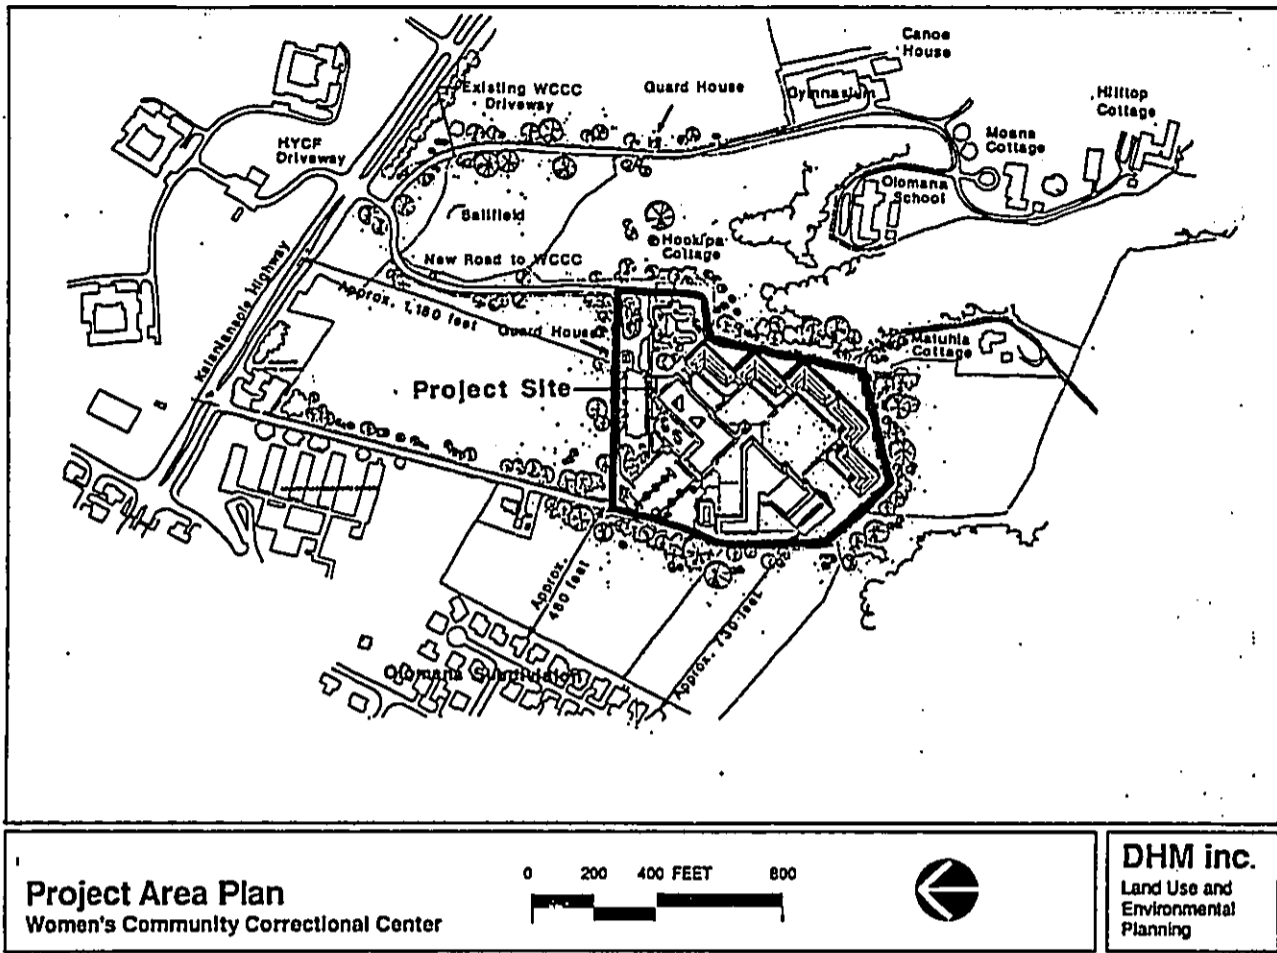 Canoe
House
Existing WCCC
Driveway
Guard House
Gymnasium
Hilltop
Cottage
HYCF
Driveway
Moana
Cottage
Olomana
School
Ballfield
Hookipa
Cottage
New Road to WCCC
Kalanianaole Highway
Approx. 1,180 feet
Guard House
Maluhia
Cottage
Project Site
Approx.
480 feet
Approx. 730 feet
Olomana Subdivision
Project Area Plan
Women's Community Correctional Center
0 200 400 FEET 800
DHM inc.
Land Use and
Environmental
Planning